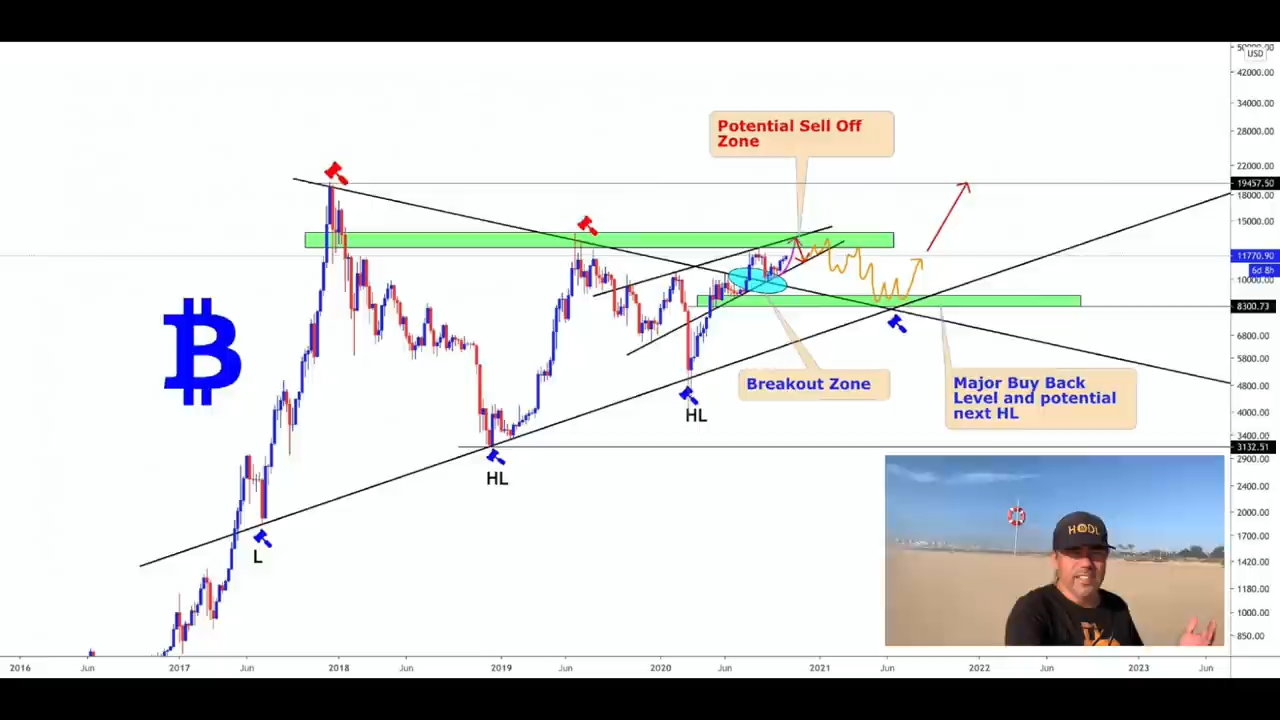 50000.00
USD
42000.00
34000.00
28000.00
22000.00
19457.50
18000.00
15000.00
11770.90
6d 8h
10000.00
8300.73
6800.00
5800.00
4800.00
4000.00
3400.00
3132.51
2900.00
2400.00
2000.00
1700.00
1420.00
1180.00
1000.00
850.00
Potential Sell Off
Zone
Breakout Zone
Major Buy Back
Level and potential
next HL
HL
HL
L
HODL
2016
Jun
2017
Jun
2018
Jun
2019
Jun
2020
Jun
2021
Jun
2022
Jun
2023
Jun